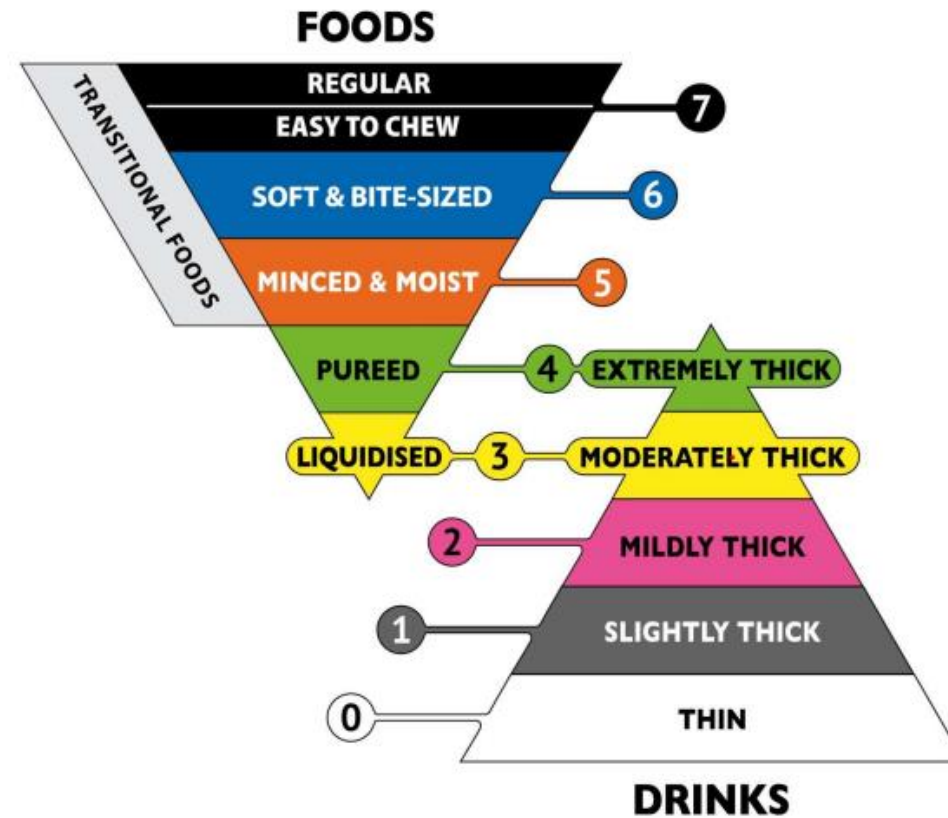 FOODS
REGULAR
EASY TO CHEW
7
TRANSITIONAL FOODS
SOFT & BITE-SIZED
6
MINCED & MOIST
5
PUREED
4
EXTREMELY THICK
LIQUIDISED
3
MODERATELY THICK
2
MILDLY THICK
1
SLIGHTLY THICK
0
THIN
DRINKS